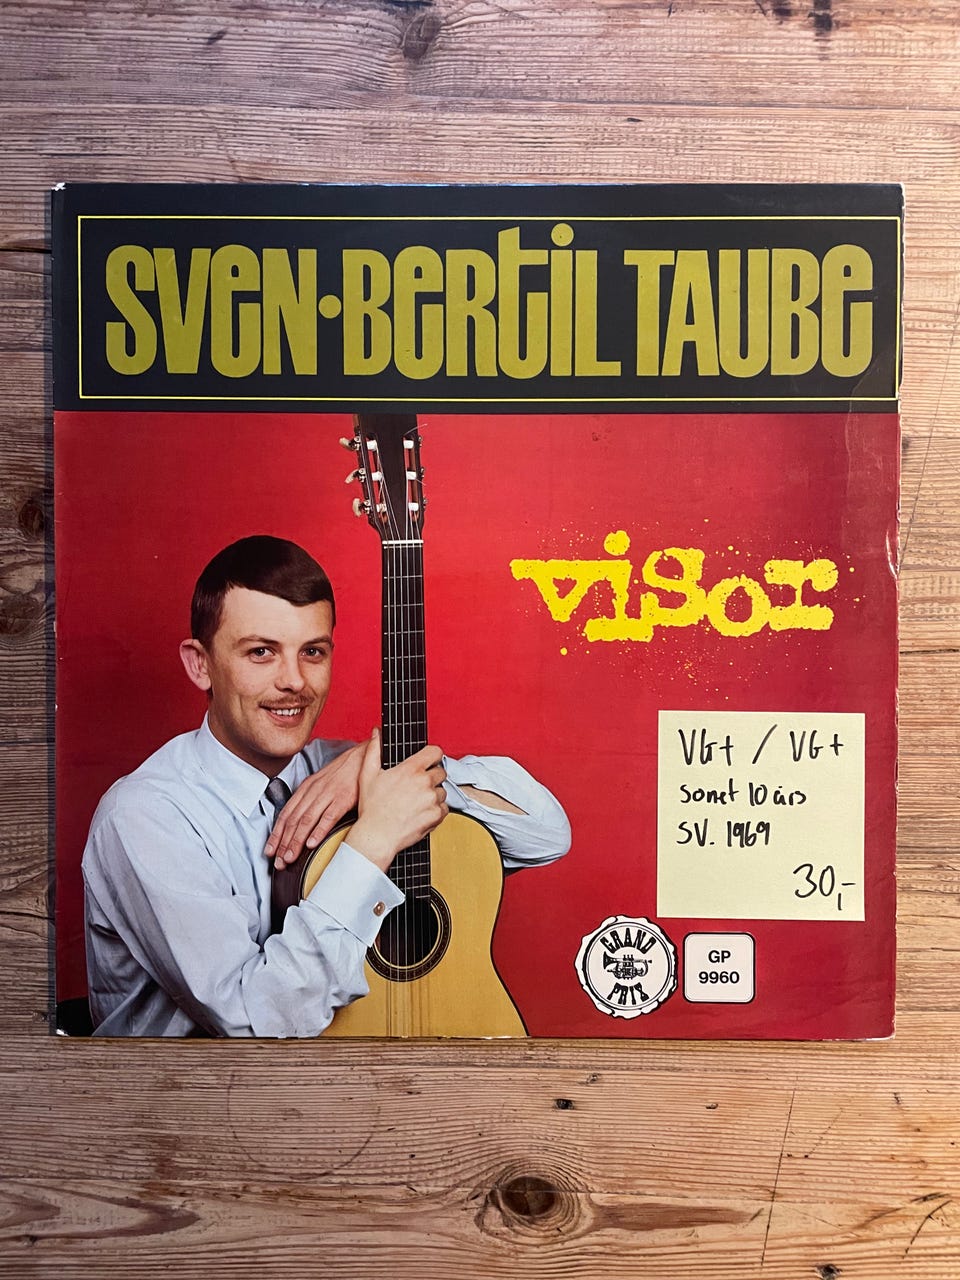 SVEN·BERTIL TAUBE
visor
VG+ / VG+
sonet 10 års
SV. 1969
30,-
GRAND
PRIX
GP
9960